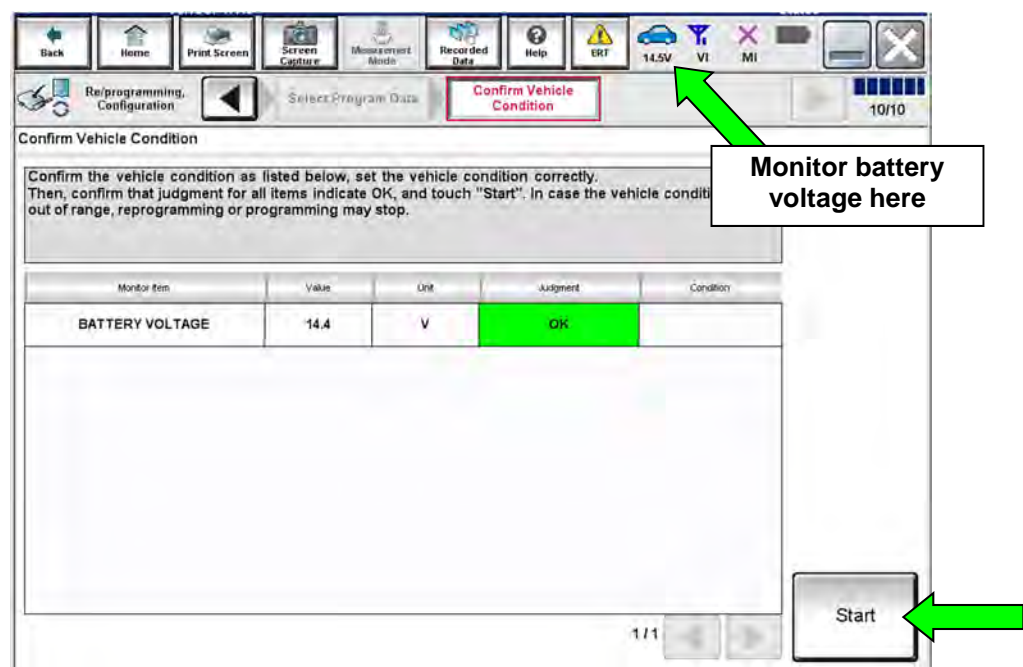 Back
Home
Print Screen
Screen
Capture
Measurement
Mode
Recorded
Data
Help
ERT
14.5V
VI
MI
Re/programming,
Configuration
Select Program Data
Confirm Vehicle
Condition
10/10
Confirm Vehicle Condition
Monitor battery
voltage here
Confirm the vehicle condition as listed below, set the vehicle condition correctly.
Then, confirm that judgment for all items indicate OK, and touch "Start". In case the vehicle conditi
out of range, reprogramming or programming may stop.
Monitor Item
Value
Unit
Judgment
Condition
BATTERY VOLTAGE
14.4
V
OK
1/1
Start